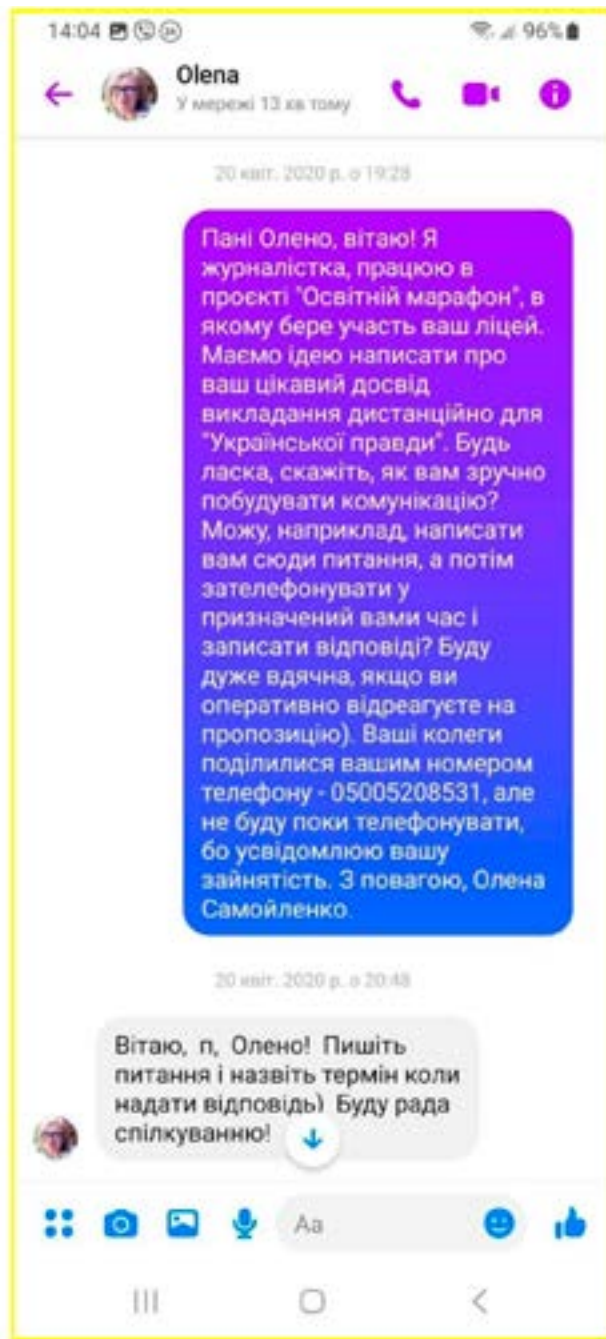 14:04 96%
Olena
У мережі 13 хв тому
20 квіт. 2020 р. о 19:28
Пані Олено, вітаю! Я
журналістка, працюю в
проєкті "Освітній марафон", в
якому бере участь ваш ліцей.
Маємо ідею написати про
ваш цікавий досвід
викладання дистанційно для
"Української правди". Будь
ласка, скажіть, як вам зручно
побудувати комунікацію?
Можу, наприклад, написати
вам сюди питання, а потім
зателефонувати у
призначений вами час і
записати відповіді? Буду
дуже вдячна, якщо ви
оперативно відреагуєте на
пропозицію). Ваші колеги
поділилися вашим номером
телефону - 05005208531, але
не буду поки телефонувати,
бо усвідомлюю вашу
зайнятість. З повагою, Олена
Самойленко.
20 квіт. 2020 р. о 20:48
Вітаю, п, Олено! Пишіть
питання і назвіть термін коли
надати відповідь) Буду рада
спілкуванню!
Aa